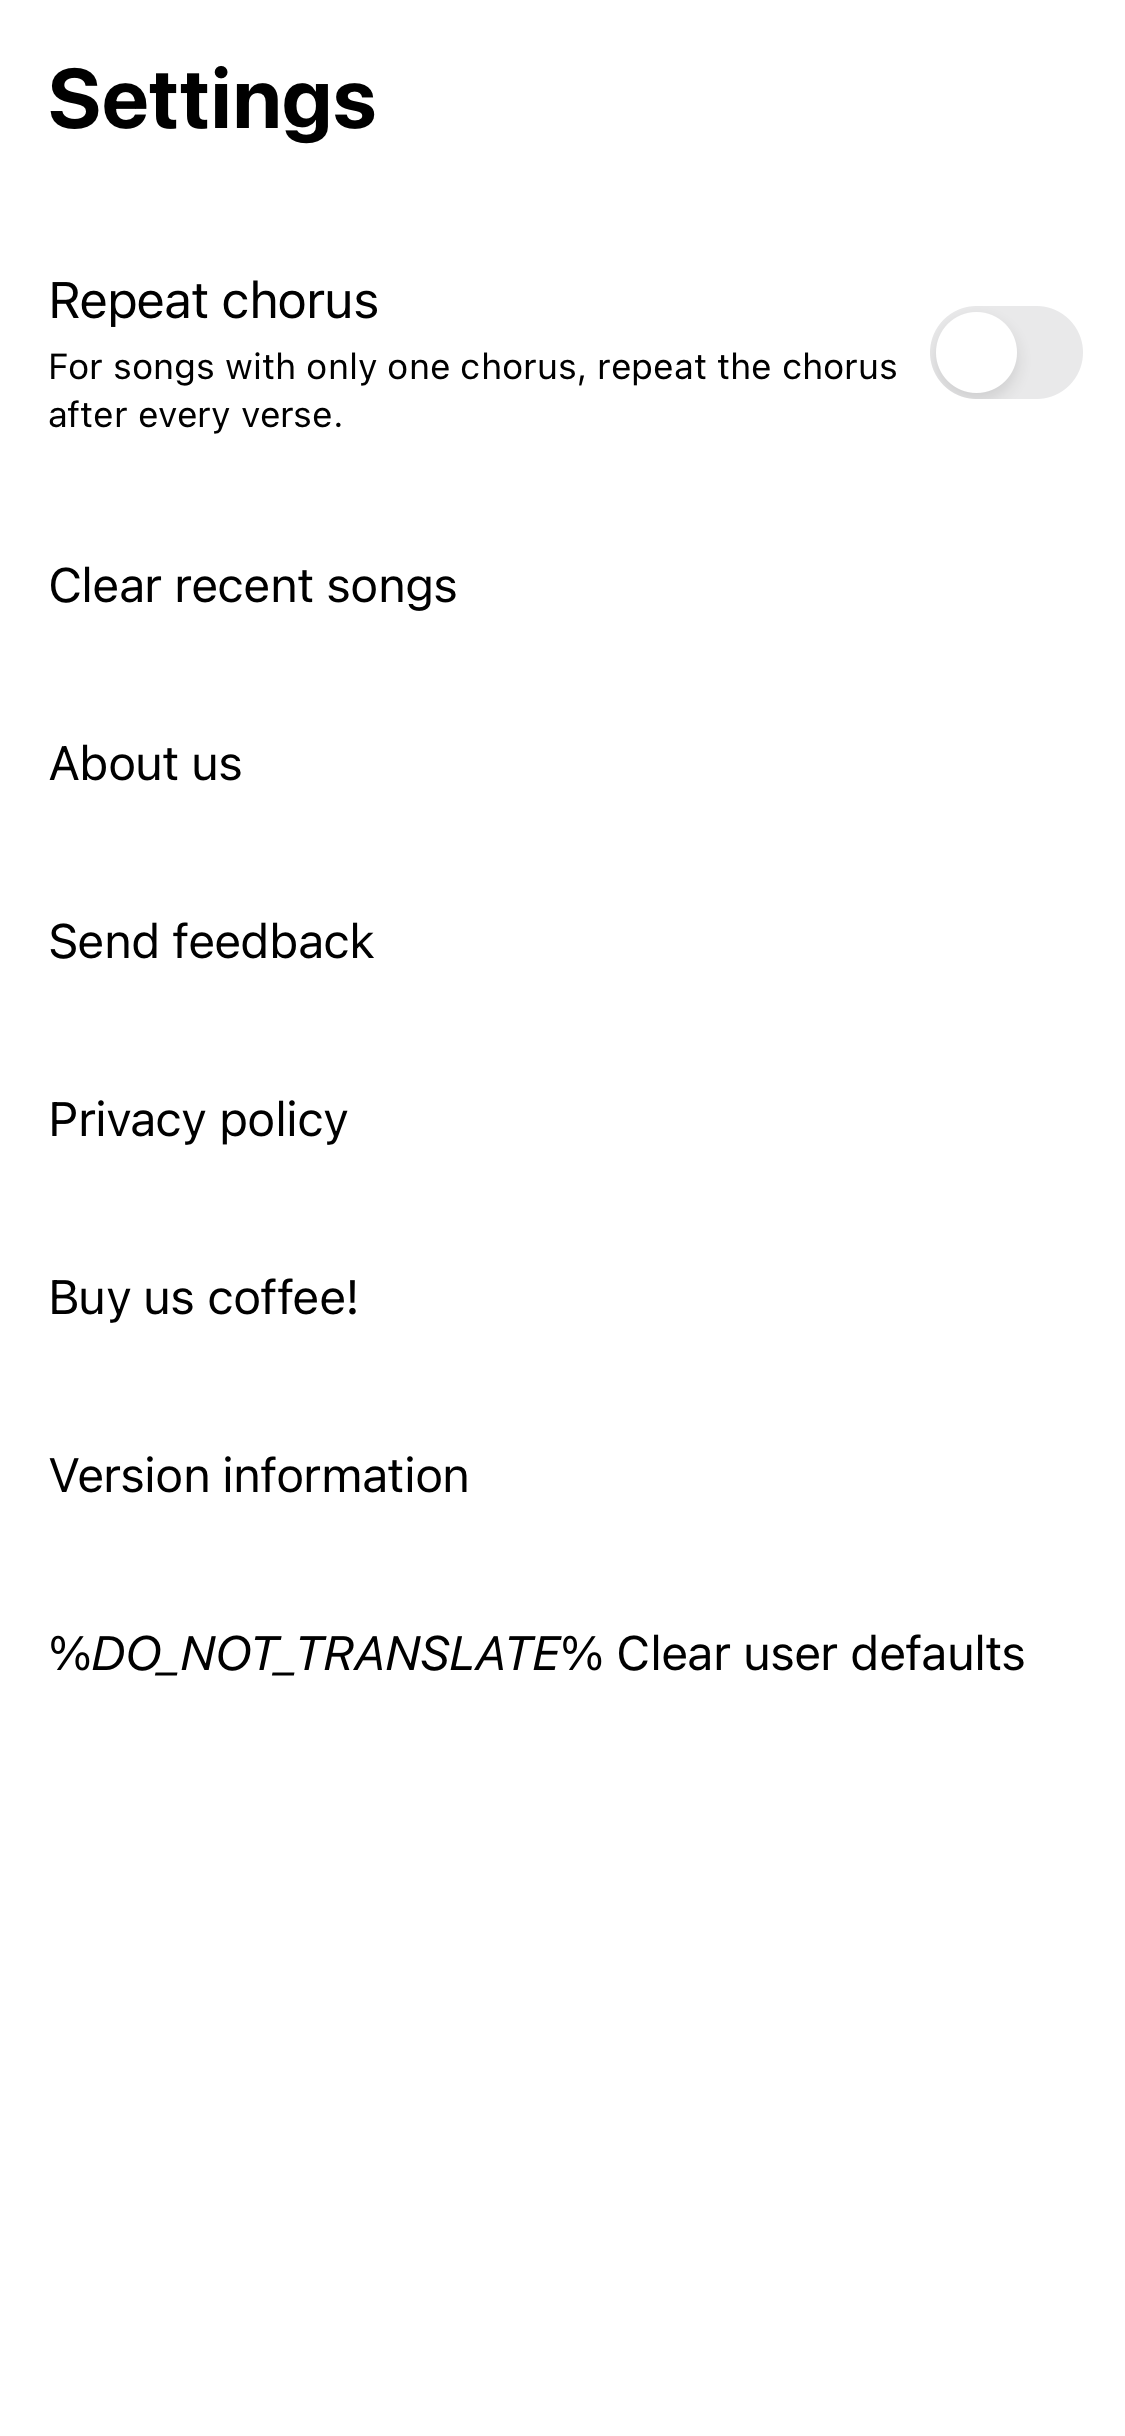 Settings
Repeat chorus
For songs with only one chorus, repeat the chorus
after every verse.
Clear recent songs
About us
Send feedback
Privacy policy
Buy us coffee!
Version information
%DO_NOT_TRANSLATE% Clear user defaults